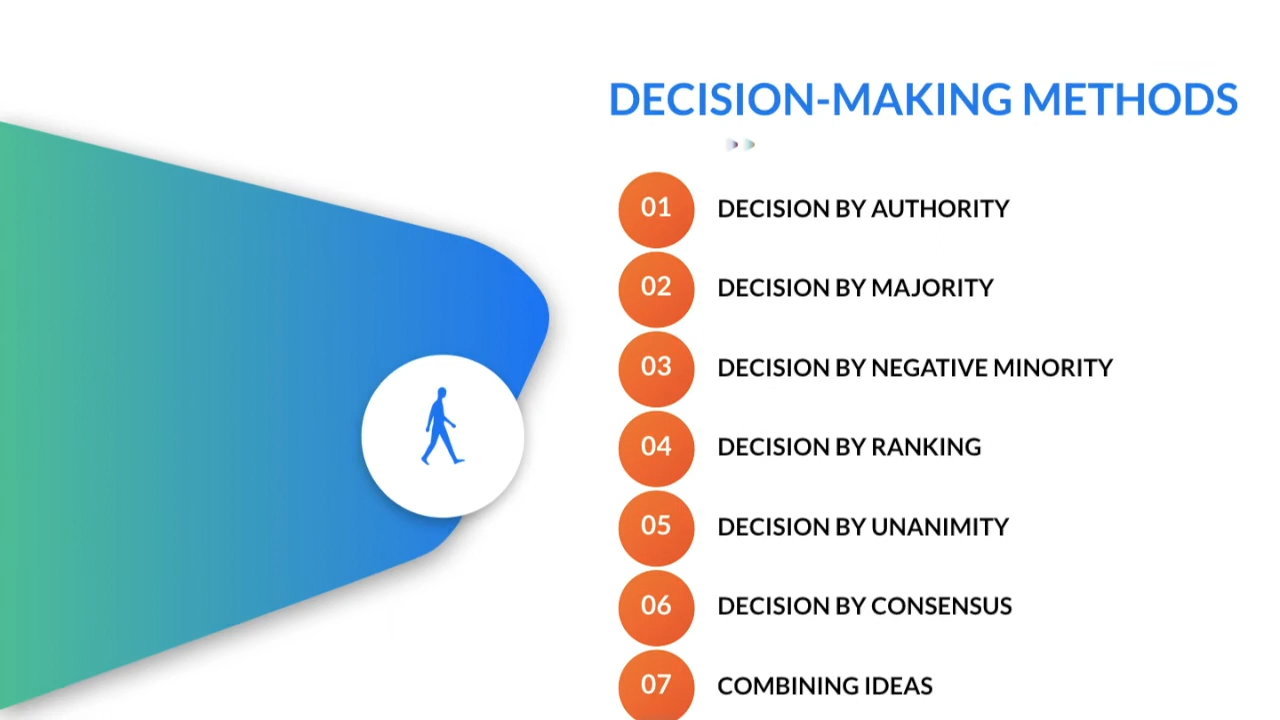 DECISION-MAKING METHODS
01 DECISION BY AUTHORITY
02 DECISION BY MAJORITY
03 DECISION BY NEGATIVE MINORITY
04 DECISION BY RANKING
05 DECISION BY UNANIMITY
06 DECISION BY CONSENSUS
07 COMBINING IDEAS